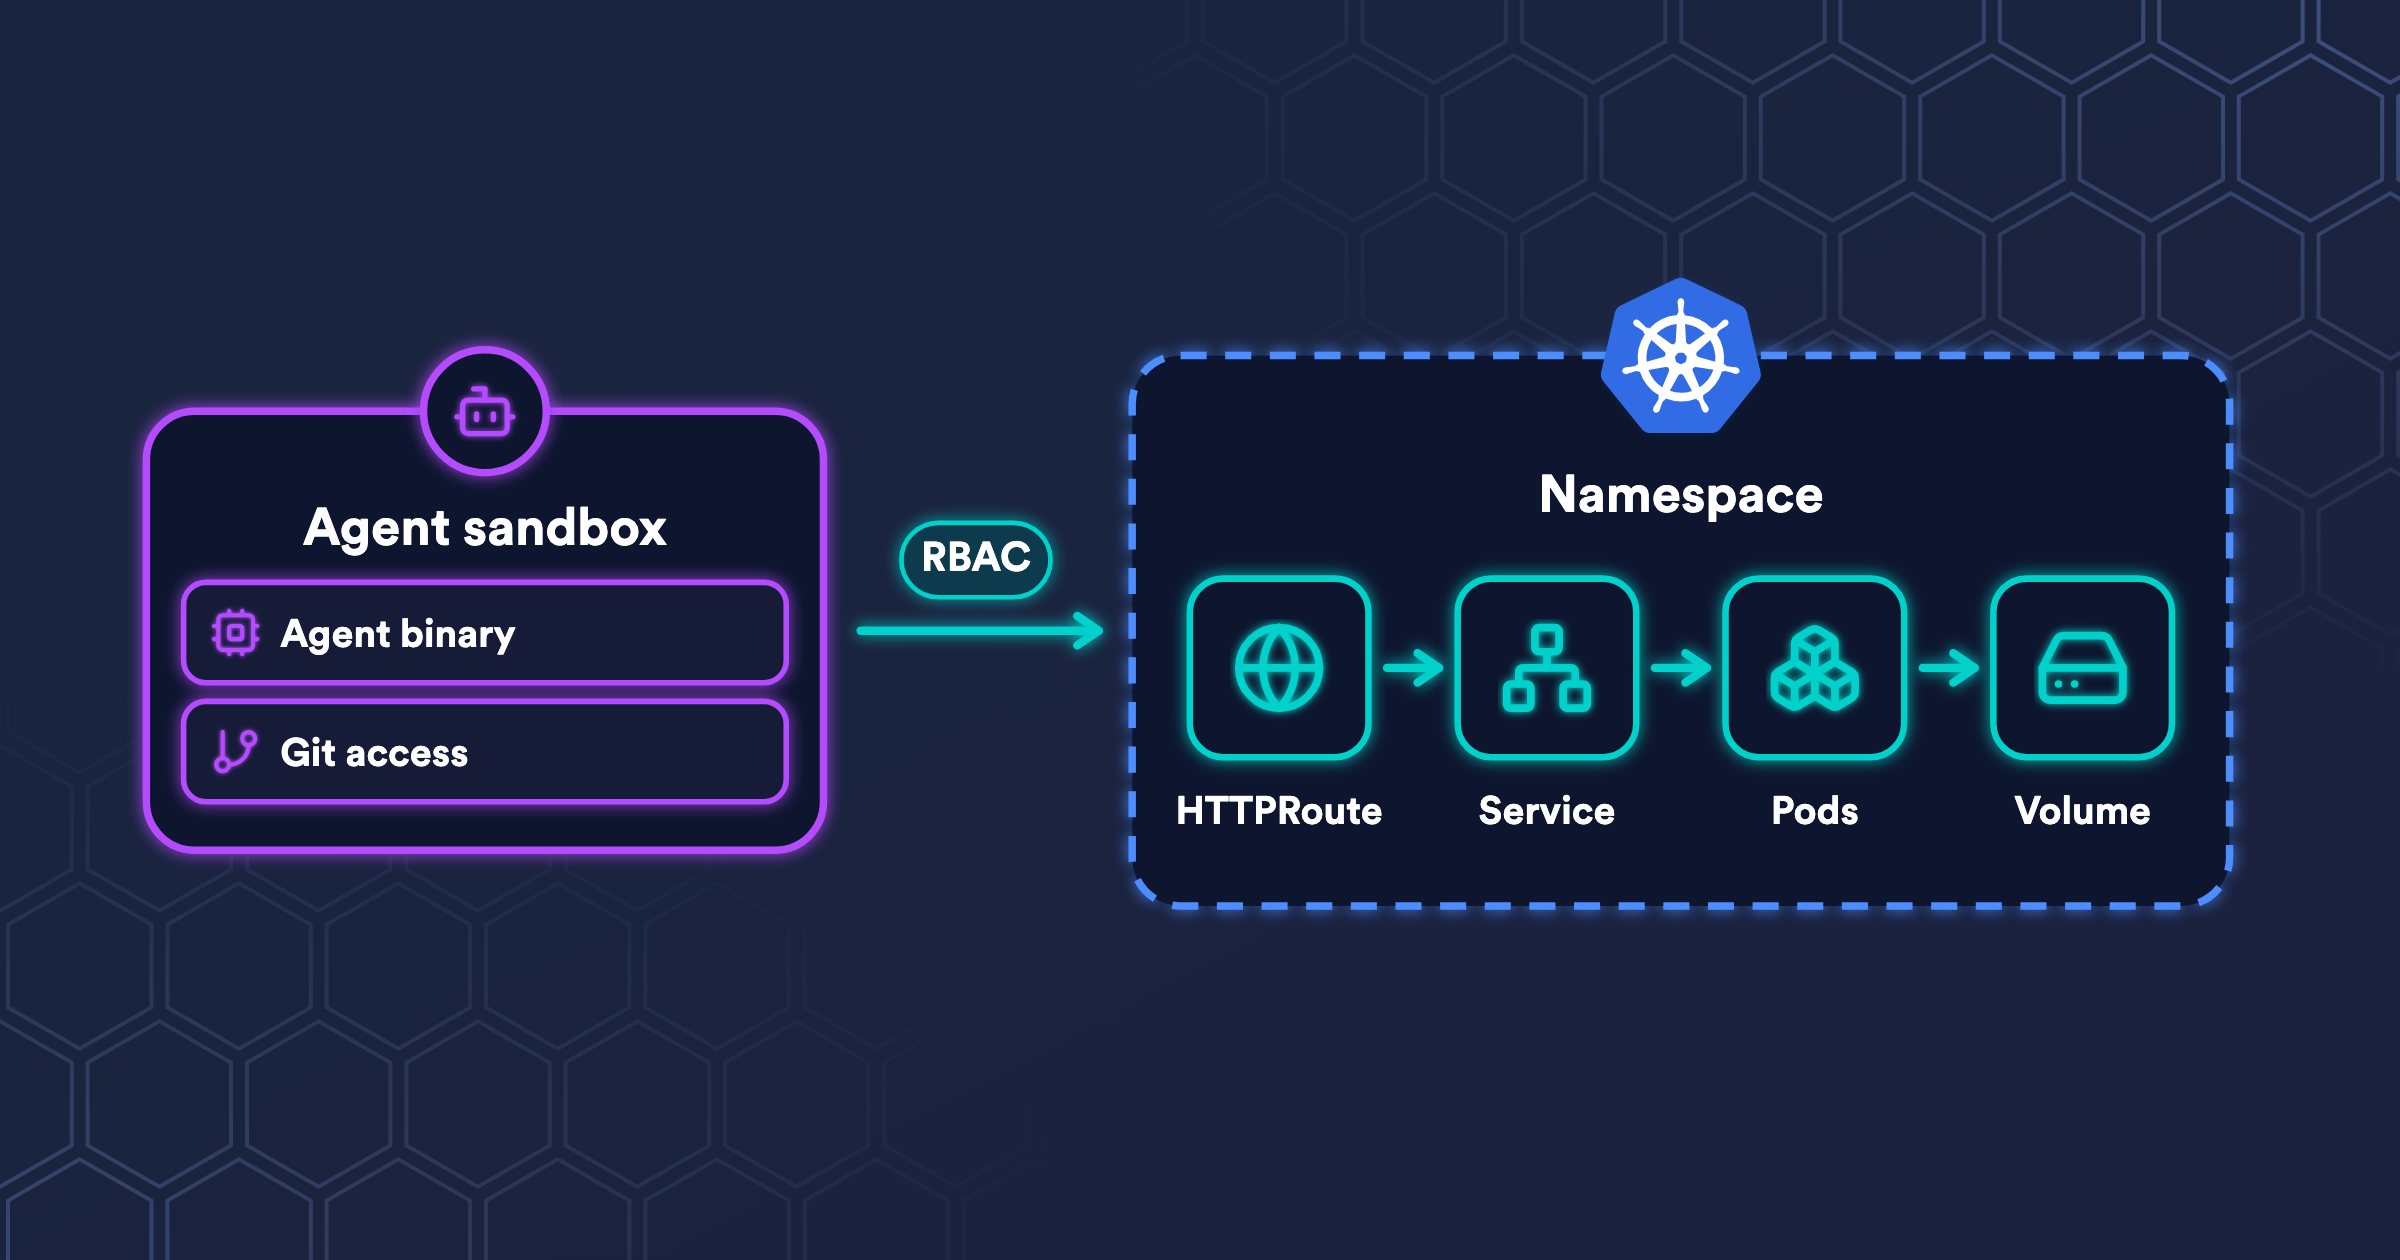 Agent sandbox
Agent binary
Git access
RBAC
Namespace
HTTPRoute
Service
Pods
Volume